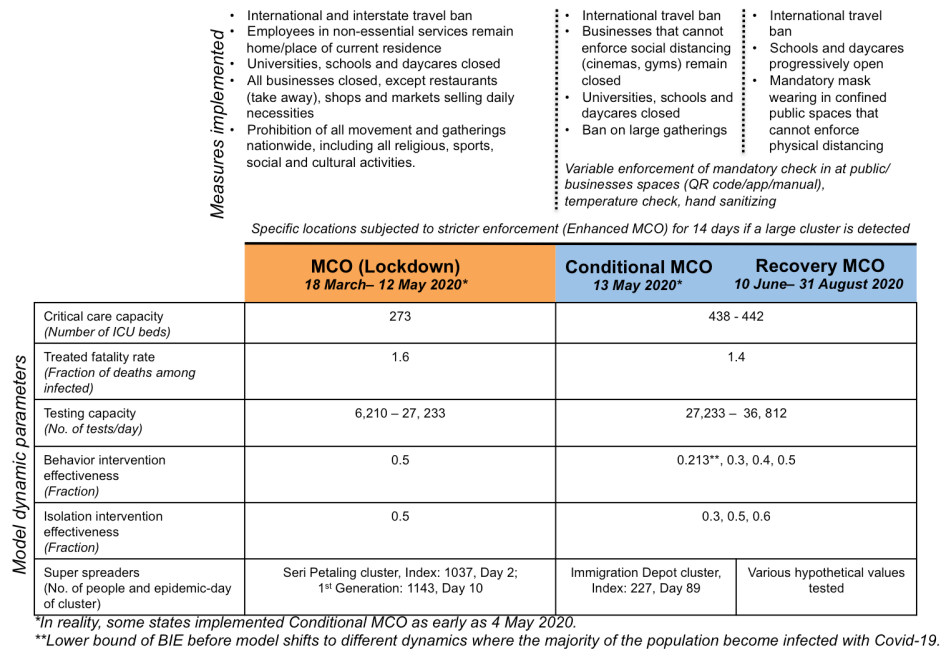 Measures implemented
• International and interstate travel ban
• Employees in non-essential services remain
home/place of current residence
• Universities, schools and daycares closed
• All businesses closed, except restaurants
(take away), shops and markets selling daily
necessities
• Prohibition of all movement and gatherings
nationwide, including all religious, sports,
social and cultural activities.
• International travel ban
• Businesses that cannot
enforce social distancing
(cinemas, gyms) remain
closed
• Universities, schools and
daycares closed
• Ban on large gatherings
• International travel
ban
• Schools and daycares
progressively open
• Mandatory mask
wearing in confined
public spaces that
cannot enforce
physical distancing
Variable enforcement of mandatory check in at public/
businesses spaces (QR code/app/manual),
temperature check, hand sanitizing
Specific locations subjected to stricter enforcement (Enhanced MCO) for 14 days if a large cluster is detected
MCO (Lockdown)
18 March– 12 May 2020*
Conditional MCO
13 May 2020*
Recovery MCO
10 June– 31 August 2020
Model dynamic parameters
Critical care capacity
(Number of ICU beds)
273
438 - 442
Treated fatality rate
(Fraction of deaths among
infected)
1.6
1.4
Testing capacity
(No. of tests/day)
6,210 – 27, 233
27,233 – 36, 812
Behavior intervention
effectiveness
(Fraction)
0.5
0.213**, 0.3, 0.4, 0.5
Isolation intervention
effectiveness
(Fraction)
0.5
0.3, 0.5, 0.6
Super spreaders
(No. of people and epidemic-day
of cluster)
Seri Petaling cluster, Index: 1037, Day 2;
1st Generation: 1143, Day 10
Immigration Depot cluster,
Index: 227, Day 89
Various hypothetical values
tested
*In reality, some states implemented Conditional MCO as early as 4 May 2020.
**Lower bound of BIE before model shifts to different dynamics where the majority of the population become infected with Covid-19.